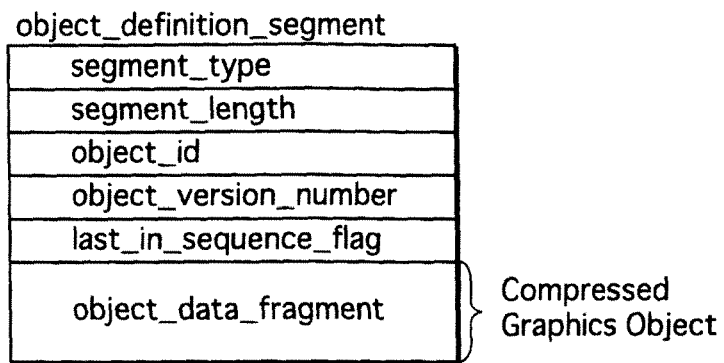 object_definition_segment
segment_type
segment_length
object_id
object_version_number
last_in_sequence_flag
object_data_fragment
Compressed
Graphics Object